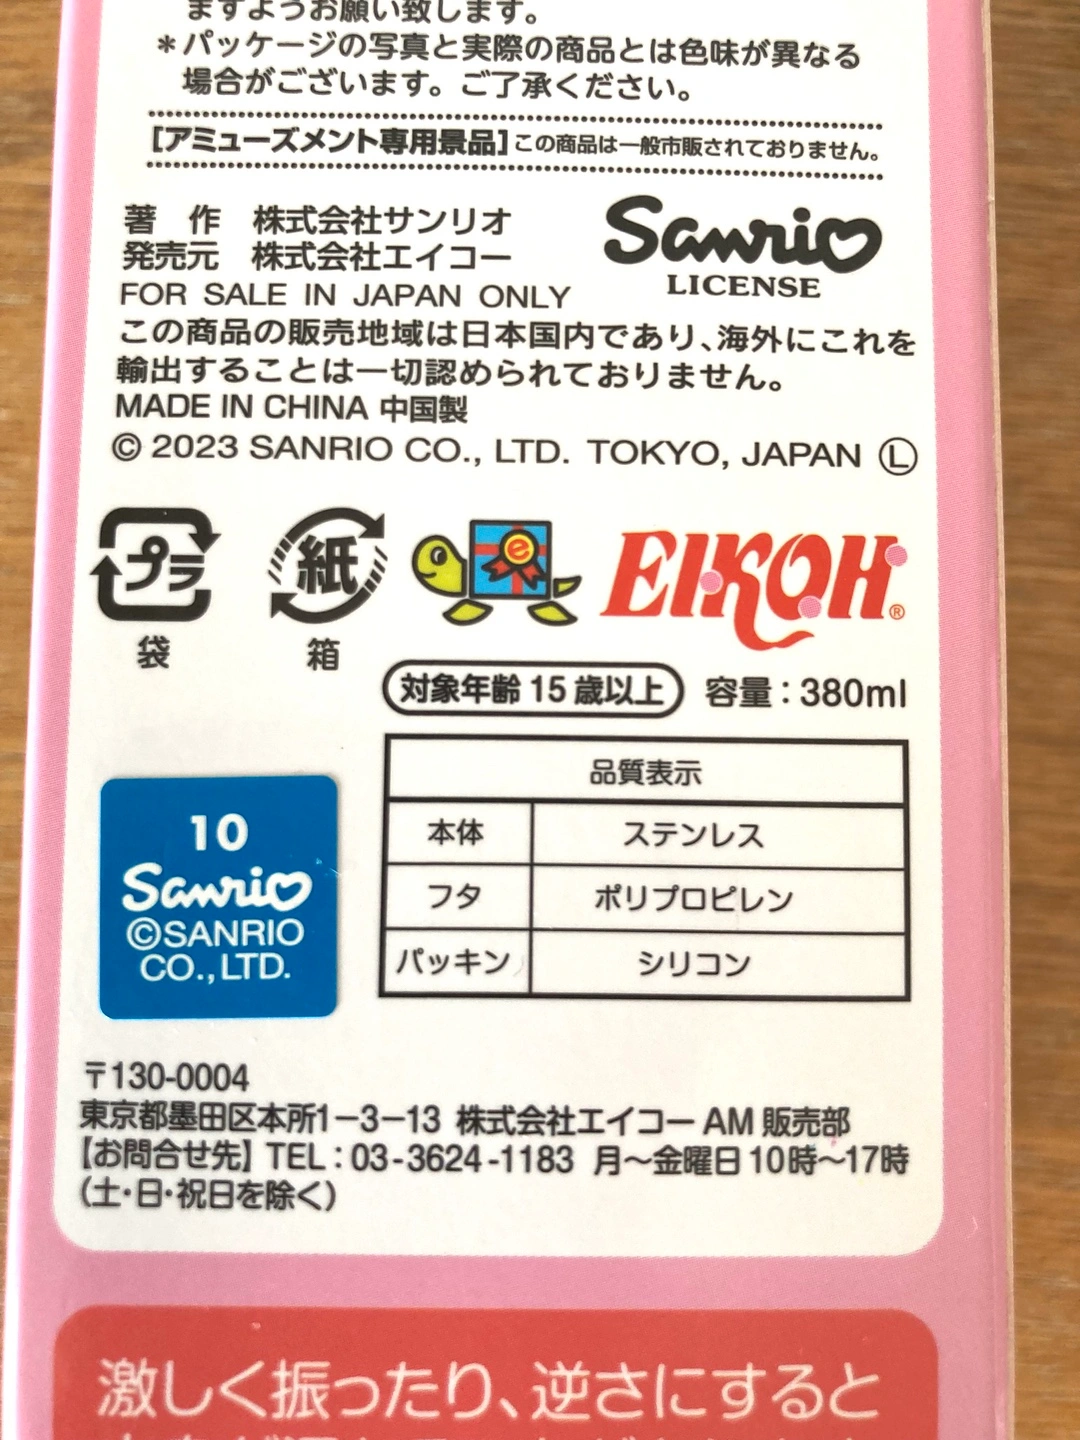 ますようお願い致します。
＊パッケージの写真と実際の商品とは色味が異なる
場合がございます。ご了承ください。
［アミューズメント専用景品］この商品は一般市販されておりません。
著　作　株式会社サンリオ
発売元　株式会社エイコー
Sanrio
LICENSE
FOR SALE IN JAPAN ONLY
この商品の販売地域は日本国内であり、海外にこれを
輸出することは一切認められておりません。
MADE IN CHINA 中国製
© 2023 SANRIO CO., LTD. TOKYO, JAPAN Ⓛ
プラ
袋
紙
箱
e
EIKOH®
対象年齢 15 歳以上
容量：380ml
品質表示
本体 ステンレス
フタ ポリプロピレン
パッキン シリコン
10
Sanrio
©SANRIO
CO.,LTD.
〒130-0004
東京都墨田区本所1－3－13 株式会社エイコー AM 販売部
【お問合せ先】TEL：03-3624-1183 月〜金曜日10時〜17時
（土・日・祝日を除く）
激しく振ったり、逆さにすると